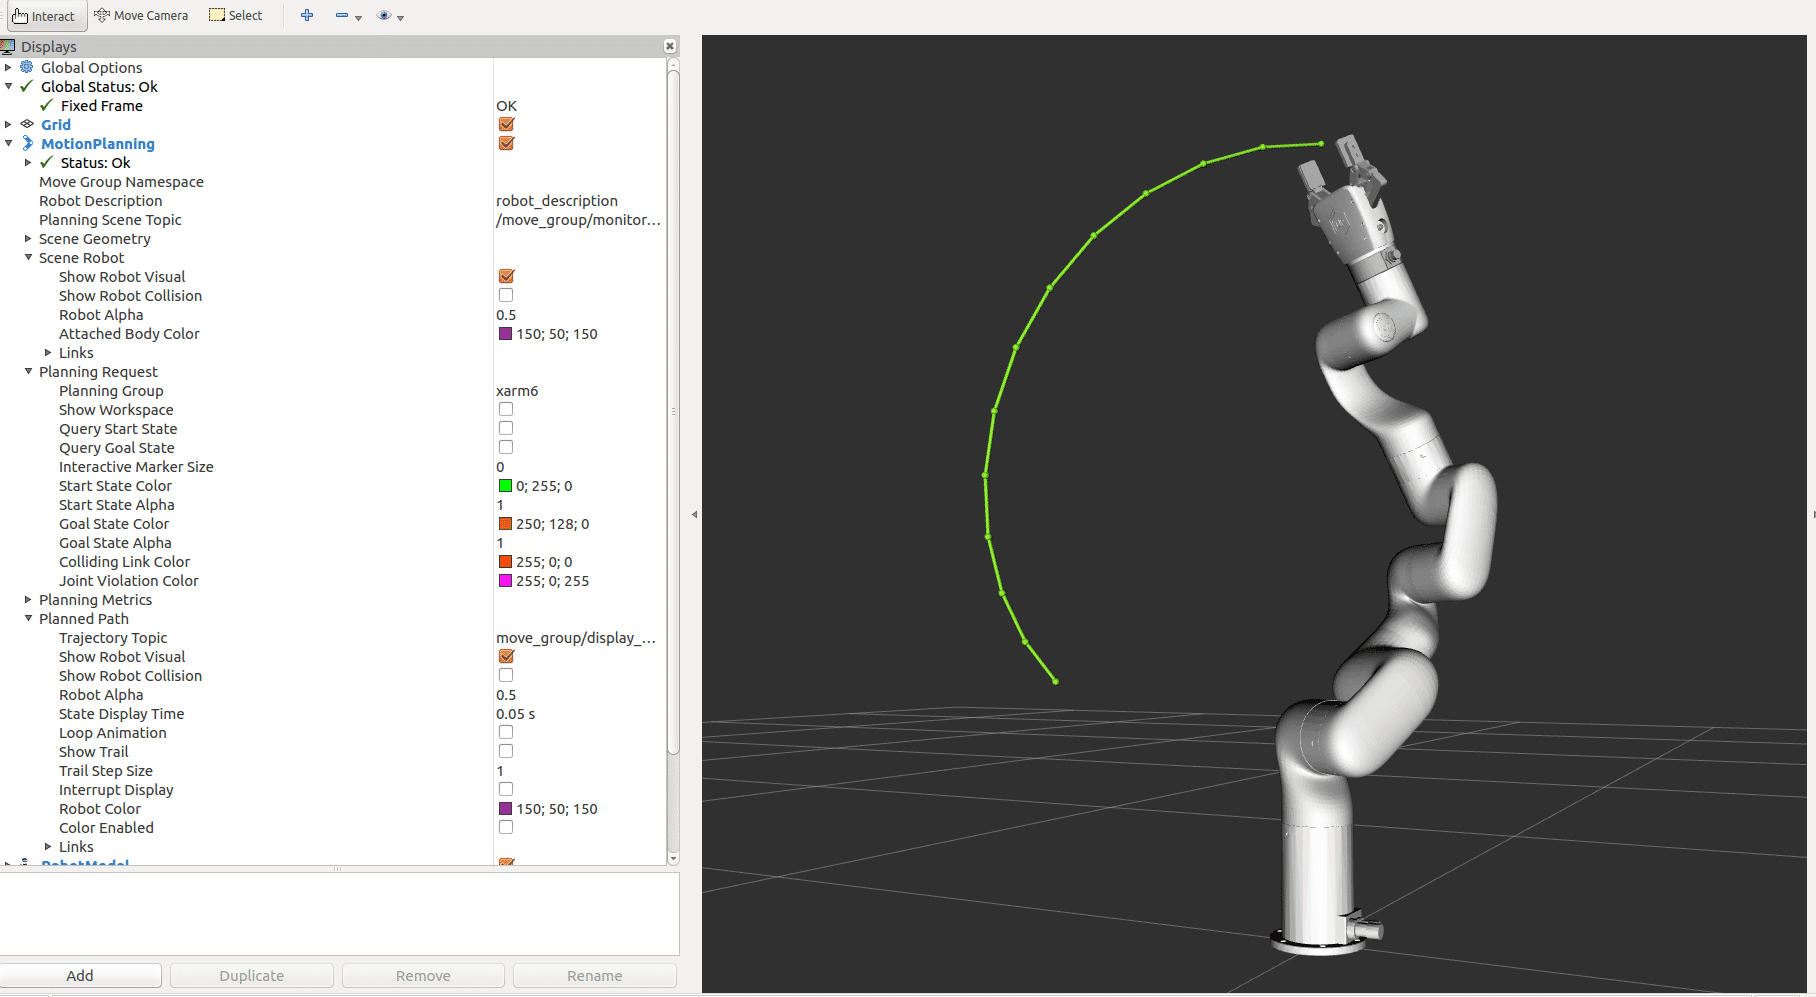 Interact Move Camera Select
Displays
Global Options
Global Status: Ok
Fixed Frame OK
Grid
MotionPlanning
Status: Ok
Move Group Namespace
Robot Description robot_description
Planning Scene Topic /move_group/monitor...
Scene Geometry
Scene Robot
Show Robot Visual
Show Robot Collision
Robot Alpha 0.5
Attached Body Color 150; 50; 150
Links
Planning Request
Planning Group xarm6
Show Workspace
Query Start State
Query Goal State
Interactive Marker Size 0
Start State Color 0; 255; 0
Start State Alpha 1
Goal State Color 250; 128; 0
Goal State Alpha 1
Colliding Link Color 255; 0; 0
Joint Violation Color 255; 0; 255
Planning Metrics
Planned Path
Trajectory Topic move_group/display_...
Show Robot Visual
Show Robot Collision
Robot Alpha 0.5
State Display Time 0.05 s
Loop Animation
Show Trail
Trail Step Size 1
Interrupt Display
Robot Color 150; 50; 150
Color Enabled
Links
RobotModel
Add Duplicate Remove Rename